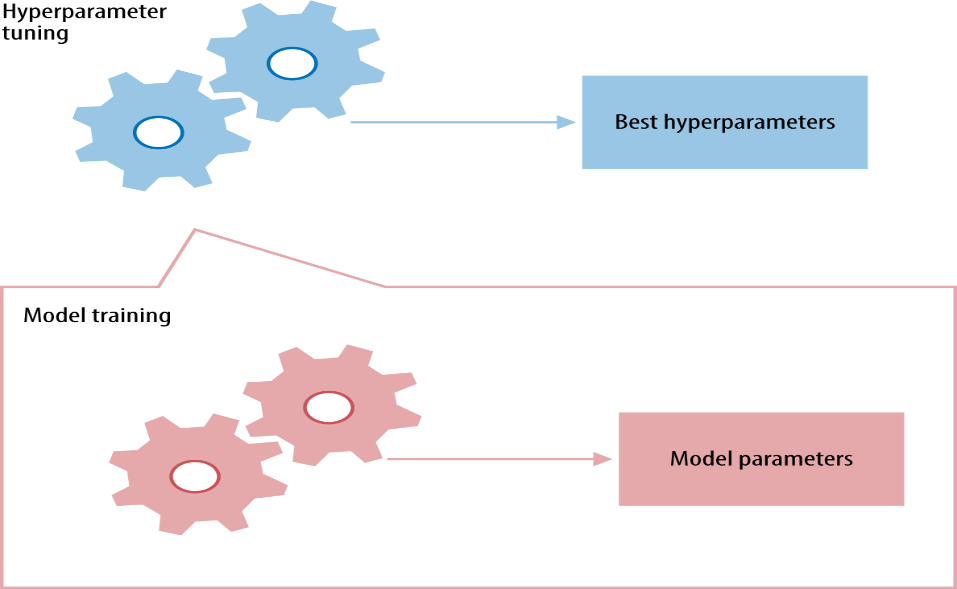 Hyperparameter
tuning
Best hyperparameters
Model training
Model parameters